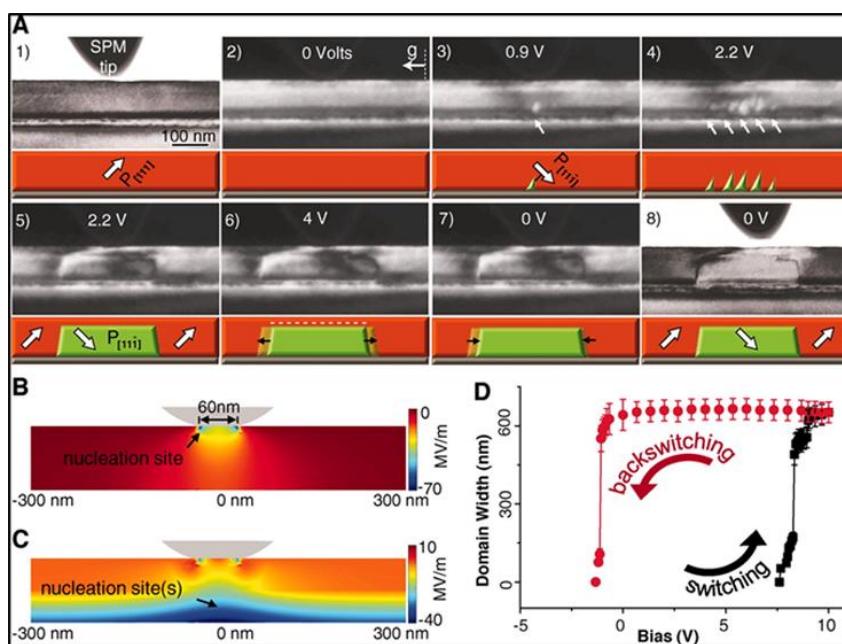 A
1)
SPM
tip
100 nm
P[111]
2)
0 Volts
g
3)
0.9 V
P[111̄]
4)
2.2 V
5)
2.2 V
P[111̄]
6)
4 V
7)
0 V
8)
0 V
B
60nm
nucleation site
-300 nm
0 nm
300 nm
0
MV/m
-70
C
nucleation site(s)
-300 nm
0 nm
300 nm
10
MV/m
-40
D
Domain Width (nm)
600
300
0
backswitching
switching
-5
0
5
10
Bias (V)